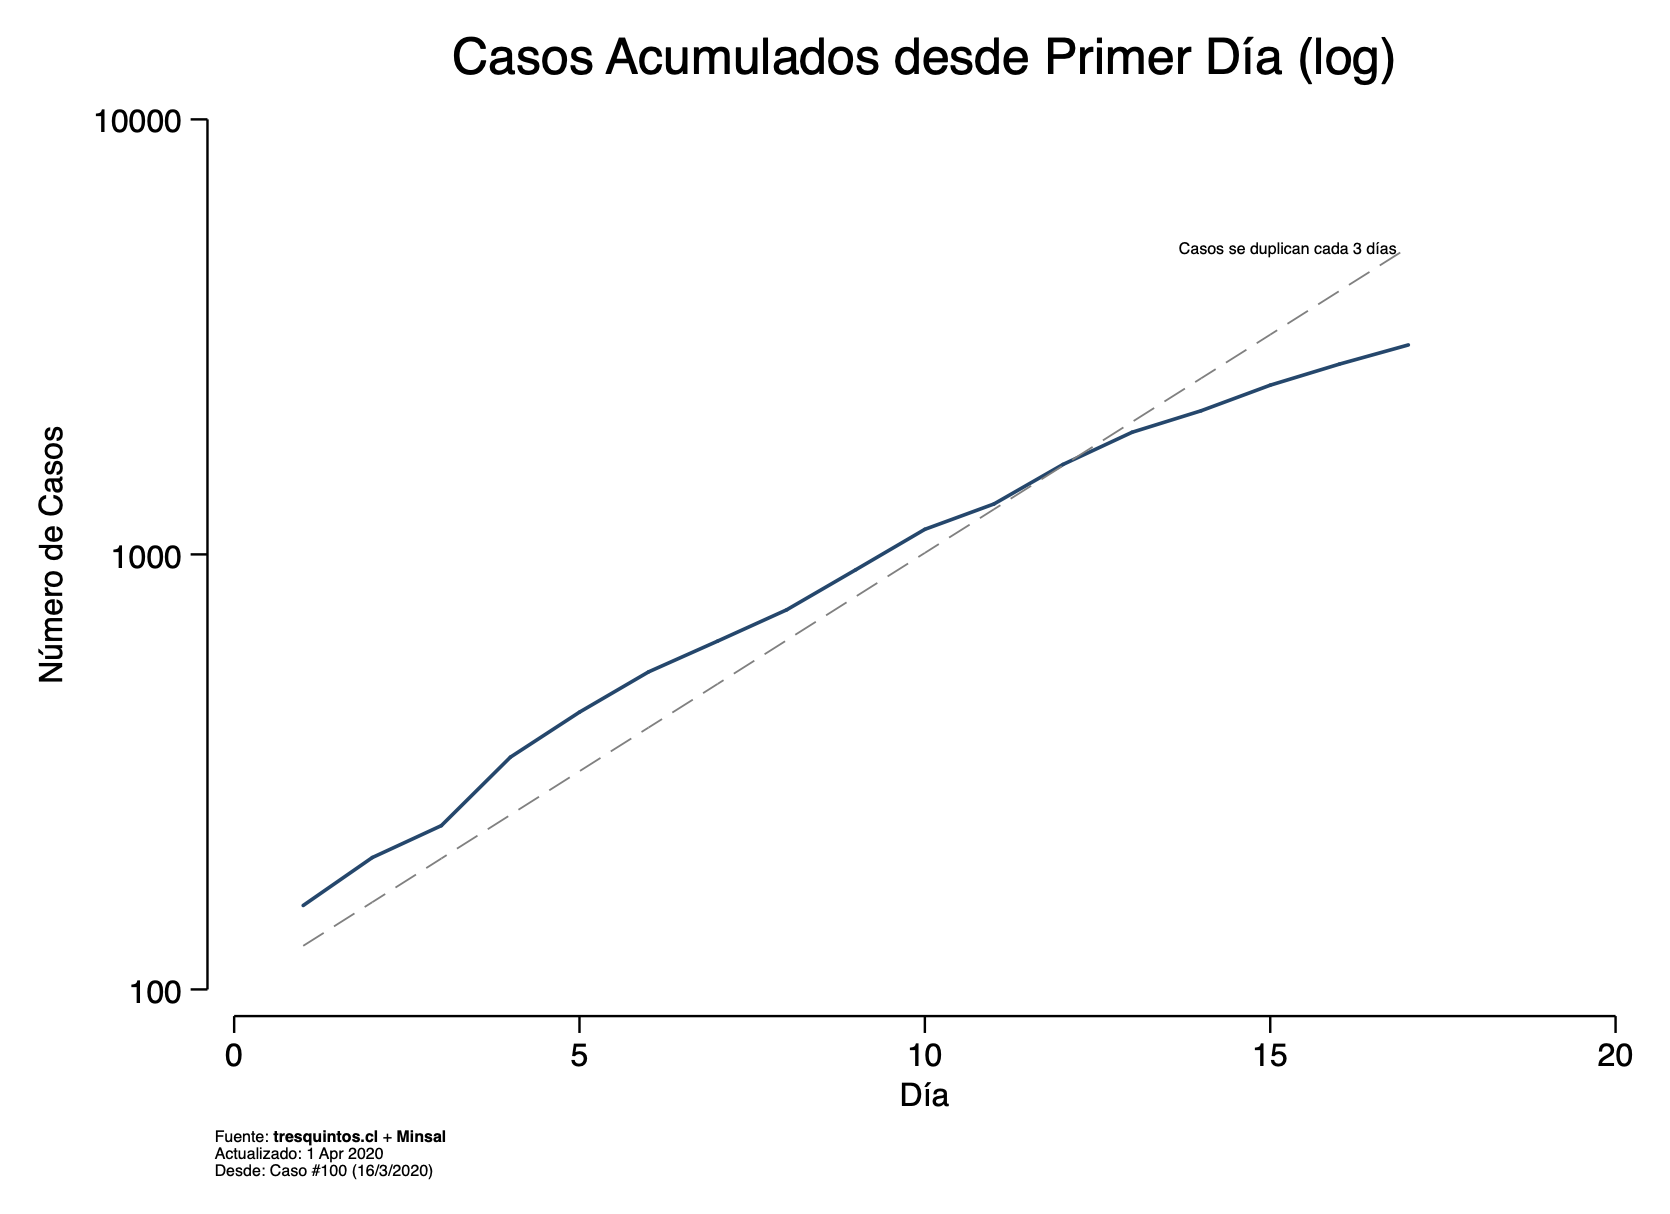 Casos Acumulados desde Primer Día (log)
10000
1000
100
Número de Casos
Casos se duplican cada 3 días
0 5 10 15 20
Día
Fuente: tresquintos.cl + Minsal
Actualizado: 1 Apr 2020
Desde: Caso #100 (16/3/2020)